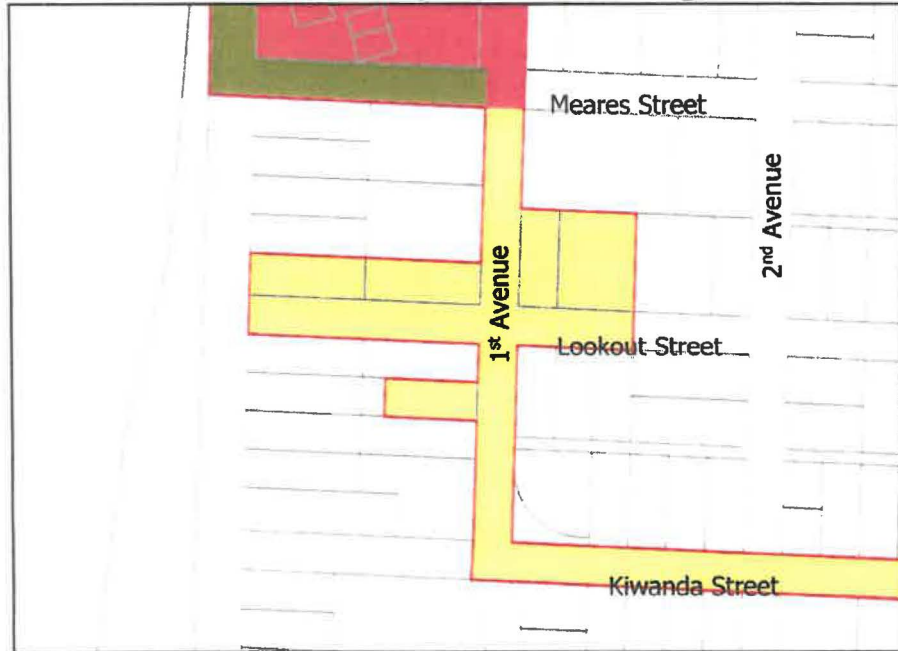 Meares Street
2nd Avenue
1st Avenue
Lookout Street
Kiwanda Street